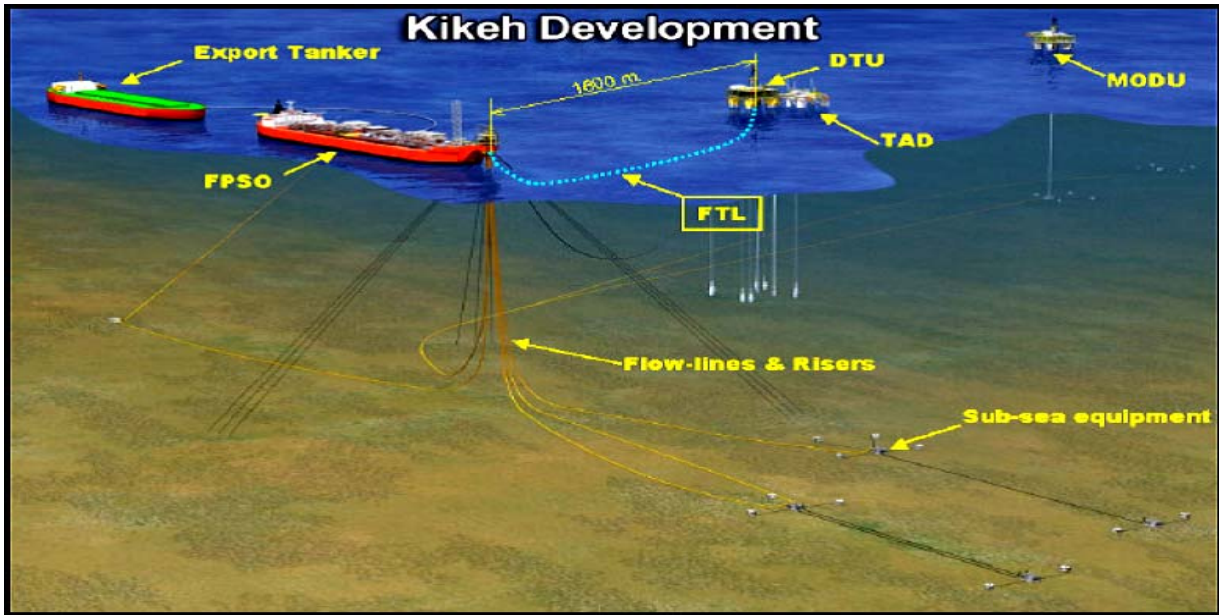 Kikeh Development
Export Tanker
1600 m.
DTU
MODU
TAD
FPSO
FTL
Flow-lines & Risers
Sub-sea equipment